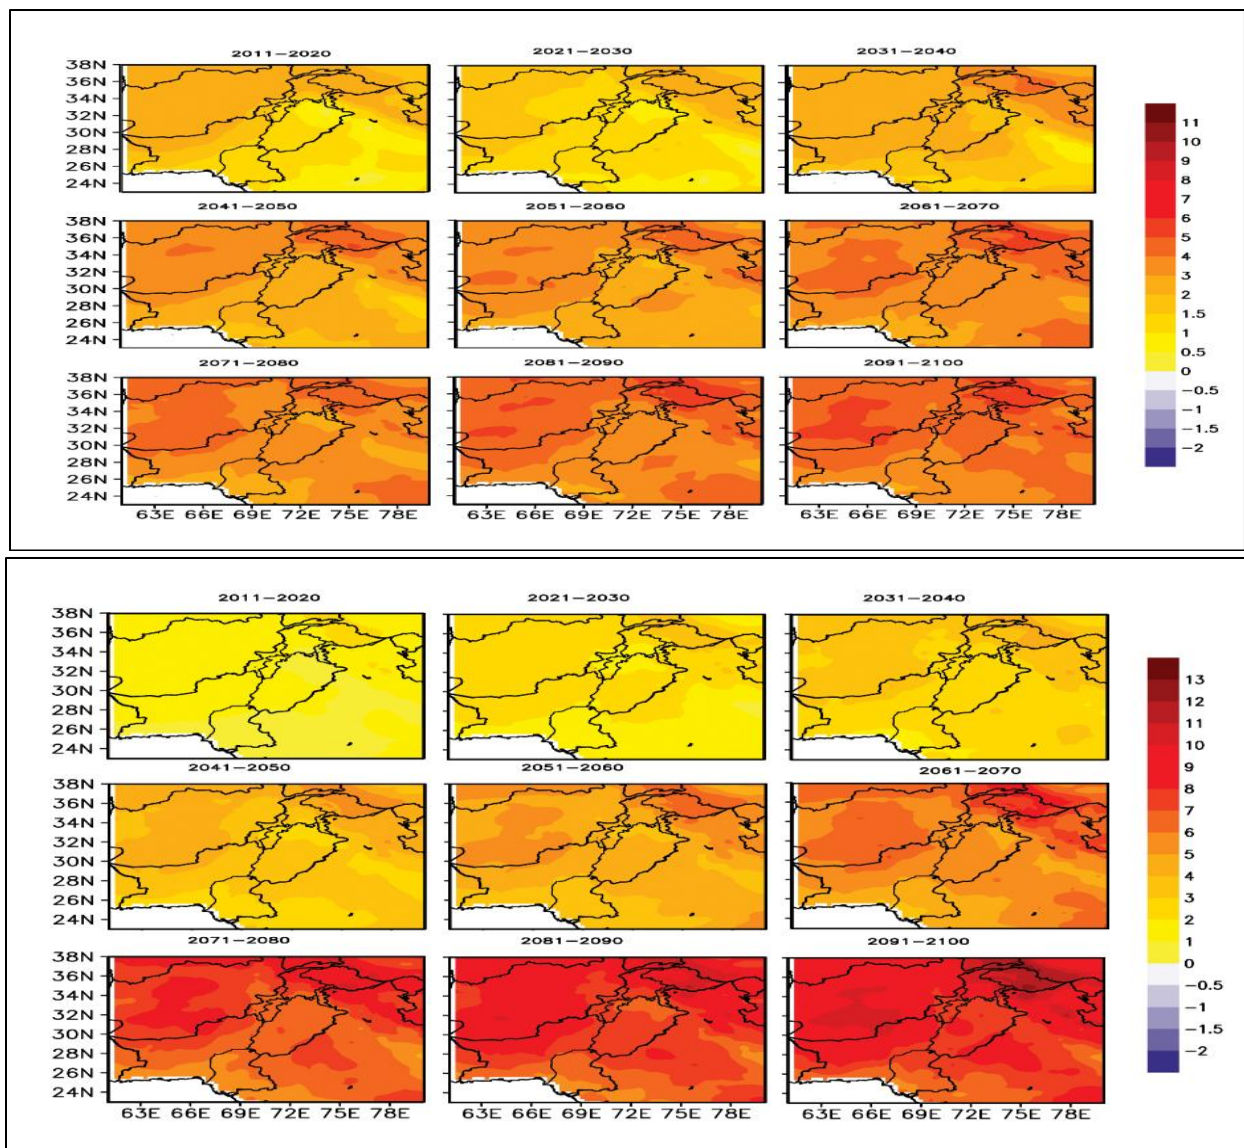 2011−2020 2021−2030 2031−2040
38N
36N
34N
32N
30N
28N
26N
24N
2041−2050 2051−2060 2061−2070
38N
36N
34N
32N
30N
28N
26N
24N
2071−2080 2081−2090 2091−2100
38N
36N
34N
32N
30N
28N
26N
24N
63E 66E 69E 72E 75E 78E 63E 66E 69E 72E 75E 78E 63E 66E 69E 72E 75E 78E
11
10
9
8
7
6
5
4
3
2
1.5
1
0.5
0
−0.5
−1
−1.5
−2
2011−2020 2021−2030 2031−2040
38N
36N
34N
32N
30N
28N
26N
24N
2041−2050 2051−2060 2061−2070
38N
36N
34N
32N
30N
28N
26N
24N
2071−2080 2081−2090 2091−2100
38N
36N
34N
32N
30N
28N
26N
24N
63E 66E 69E 72E 75E 78E 63E 66E 69E 72E 75E 78E 63E 66E 69E 72E 75E 78E
13
12
11
10
9
8
7
6
5
4
3
2
1
0
−0.5
−1
−1.5
−2